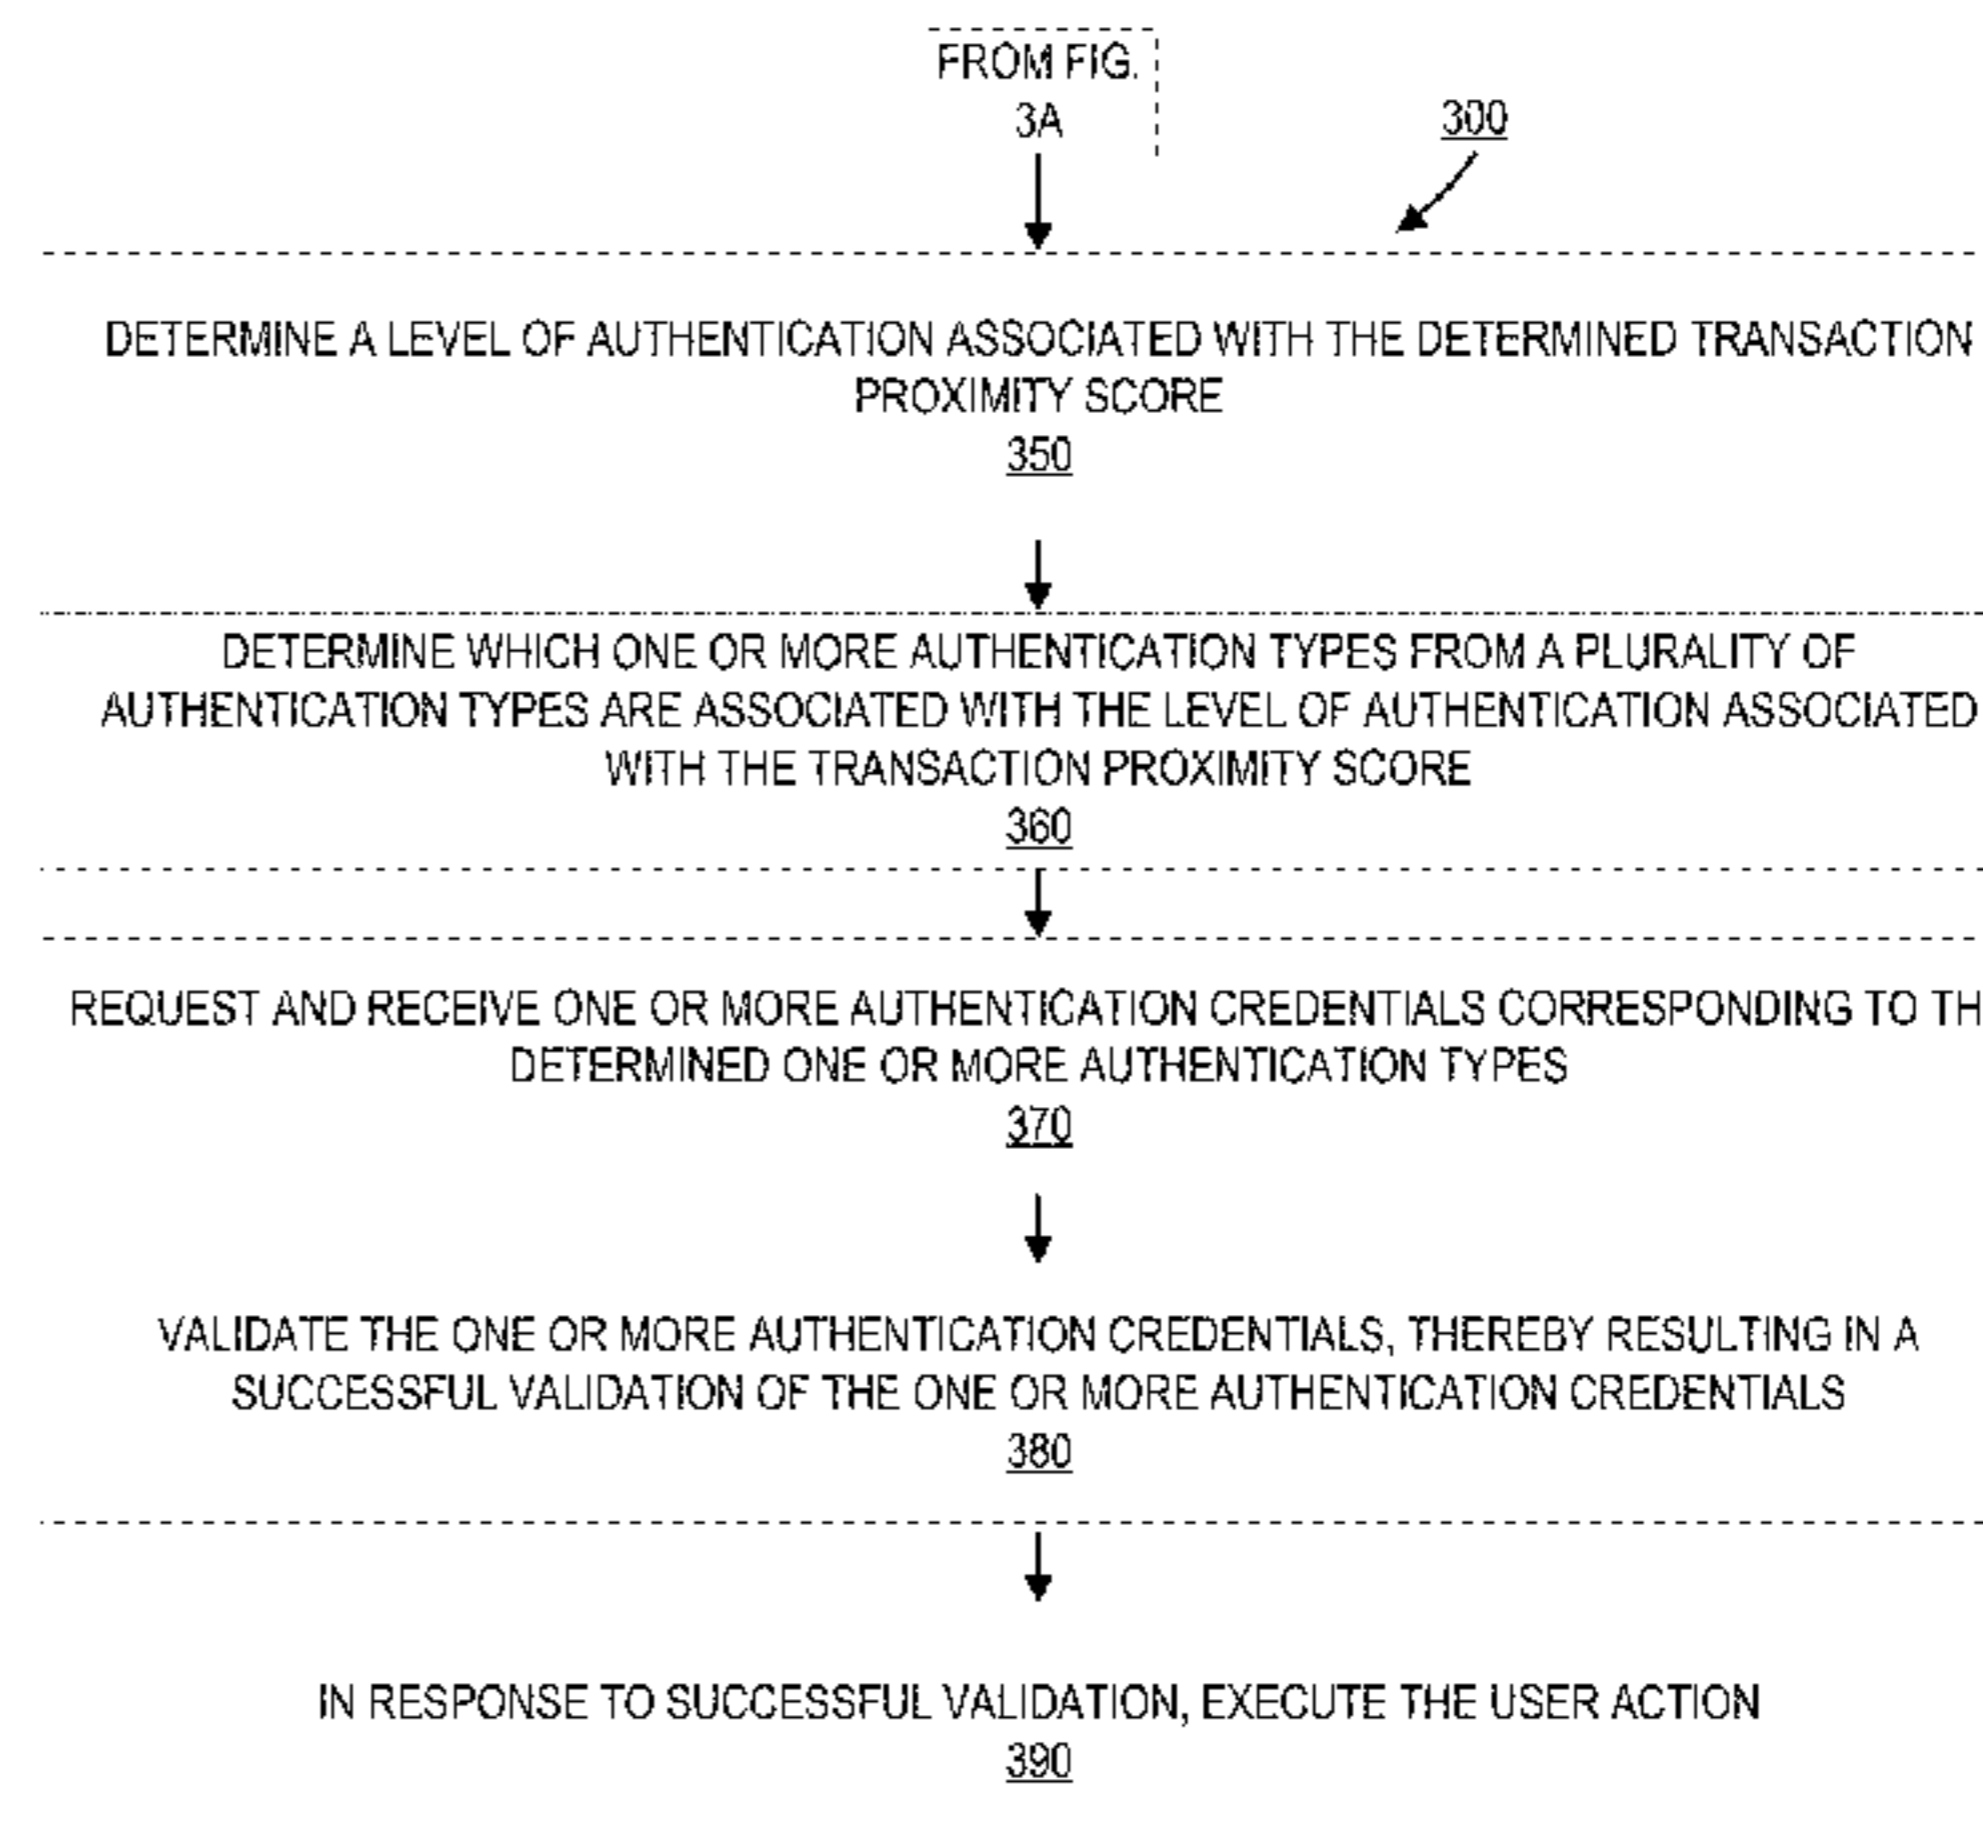 FROM FIG.
3A
300
DETERMINE A LEVEL OF AUTHENTICATION ASSOCIATED WITH THE DETERMINED TRANSACTION
PROXIMITY SCORE
350
DETERMINE WHICH ONE OR MORE AUTHENTICATION TYPES FROM A PLURALITY OF
AUTHENTICATION TYPES ARE ASSOCIATED WITH THE LEVEL OF AUTHENTICATION ASSOCIATED
WITH THE TRANSACTION PROXIMITY SCORE
360
REQUEST AND RECEIVE ONE OR MORE AUTHENTICATION CREDENTIALS CORRESPONDING TO TH
DETERMINED ONE OR MORE AUTHENTICATION TYPES
370
VALIDATE THE ONE OR MORE AUTHENTICATION CREDENTIALS, THEREBY RESULTING IN A
SUCCESSFUL VALIDATION OF THE ONE OR MORE AUTHENTICATION CREDENTIALS
380
IN RESPONSE TO SUCCESSFUL VALIDATION, EXECUTE THE USER ACTION
390